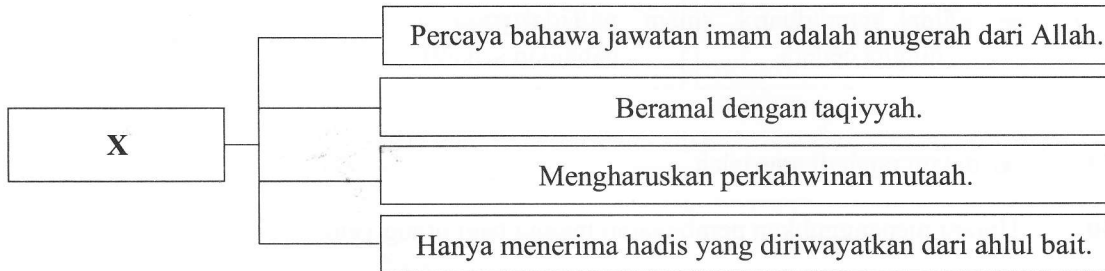 Percaya bahawa jawatan imam adalah anugerah dari Allah.
Beramal dengan taqiyyah.
X
Mengharuskan perkahwinan mutaah.
Hanya menerima hadis yang diriwayatkan dari ahlul bait.